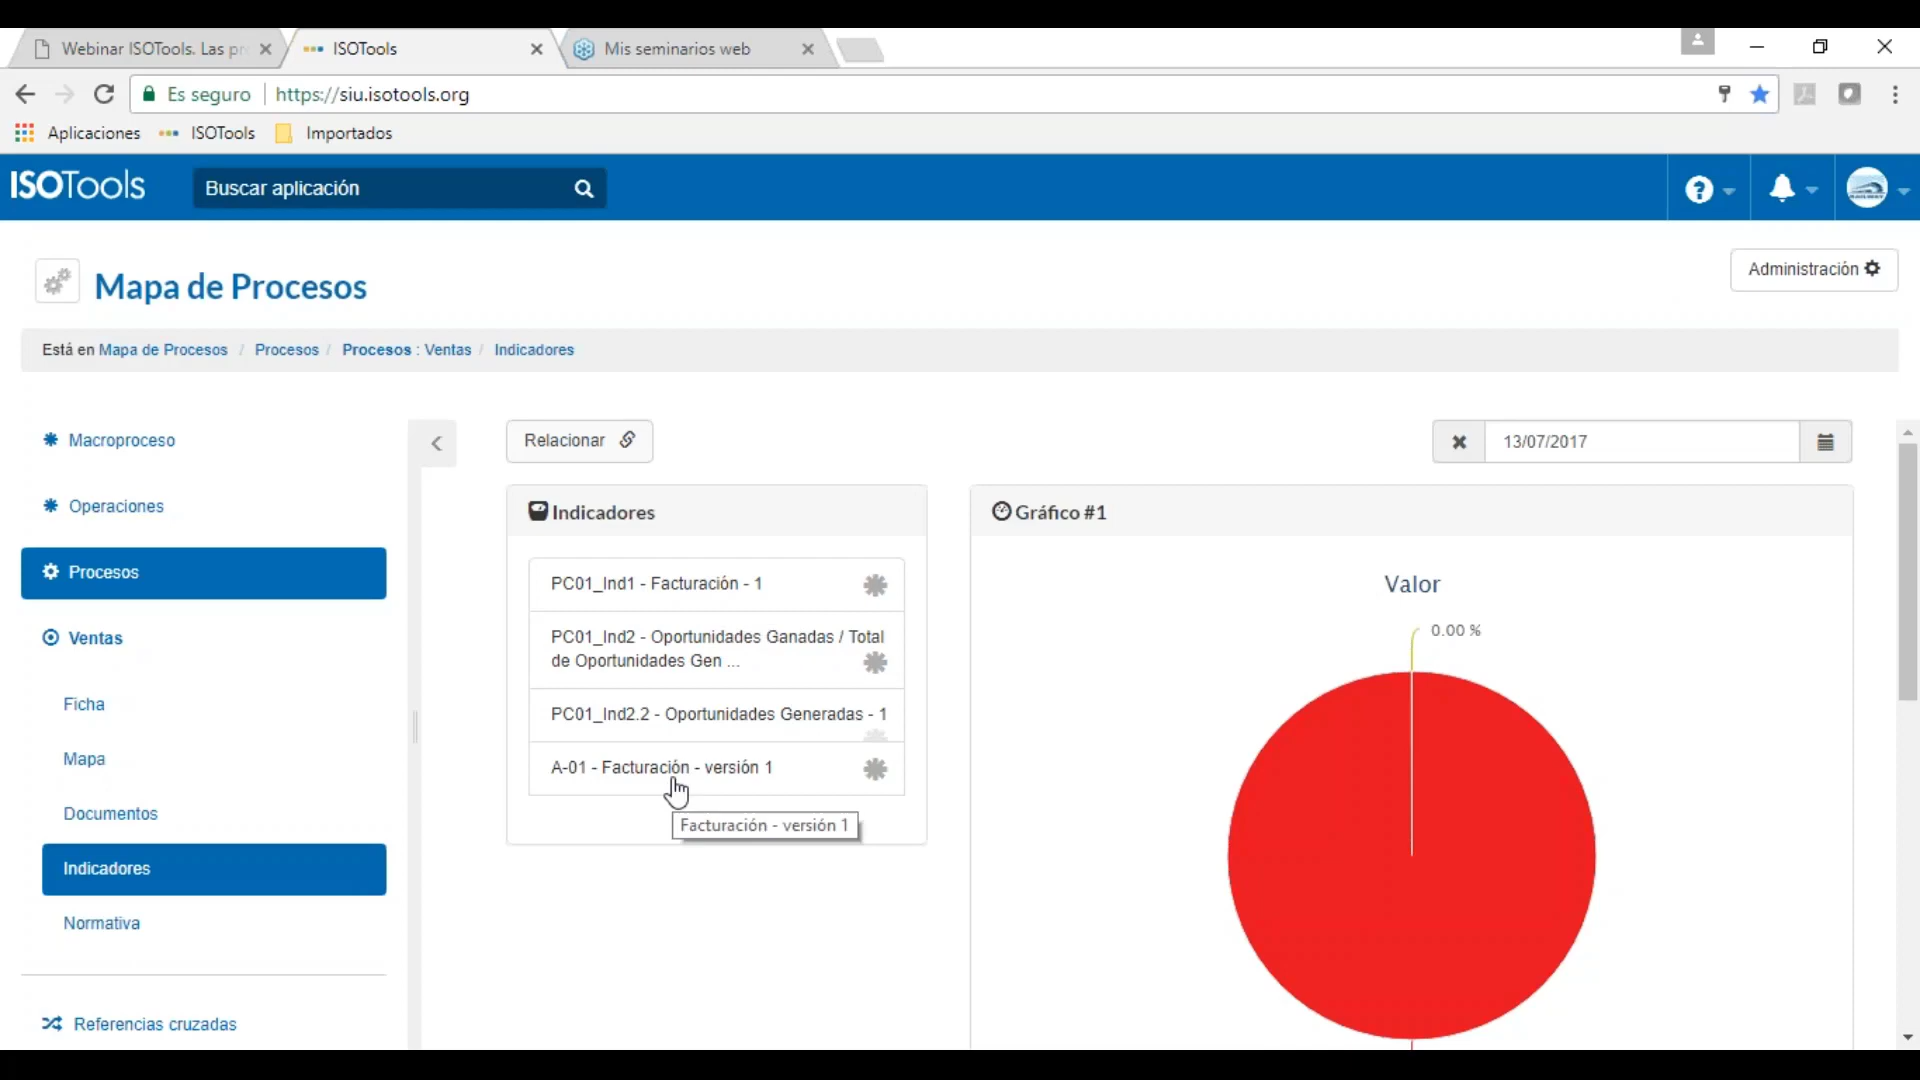 Webinar ISOTools. Las pr
ISOTools
Mis seminarios web
Es seguro
https://siu.isotools.org
Aplicaciones
ISOTools
Importados
ISOTools
Buscar aplicación
Mapa de Procesos
Administración
Está en Mapa de Procesos / Procesos / Procesos : Ventas / Indicadores
Macroproceso
Operaciones
Procesos
Ventas
Ficha
Mapa
Documentos
Indicadores
Normativa
Referencias cruzadas
Relacionar
13/07/2017
Indicadores
PC01_Ind1 - Facturación - 1
PC01_Ind2 - Oportunidades Ganadas / Total
de Oportunidades Gen ...
PC01_Ind2.2 - Oportunidades Generadas - 1
A-01 - Facturación - versión 1
Facturación - versión 1
Gráfico #1
Valor
0.00 %